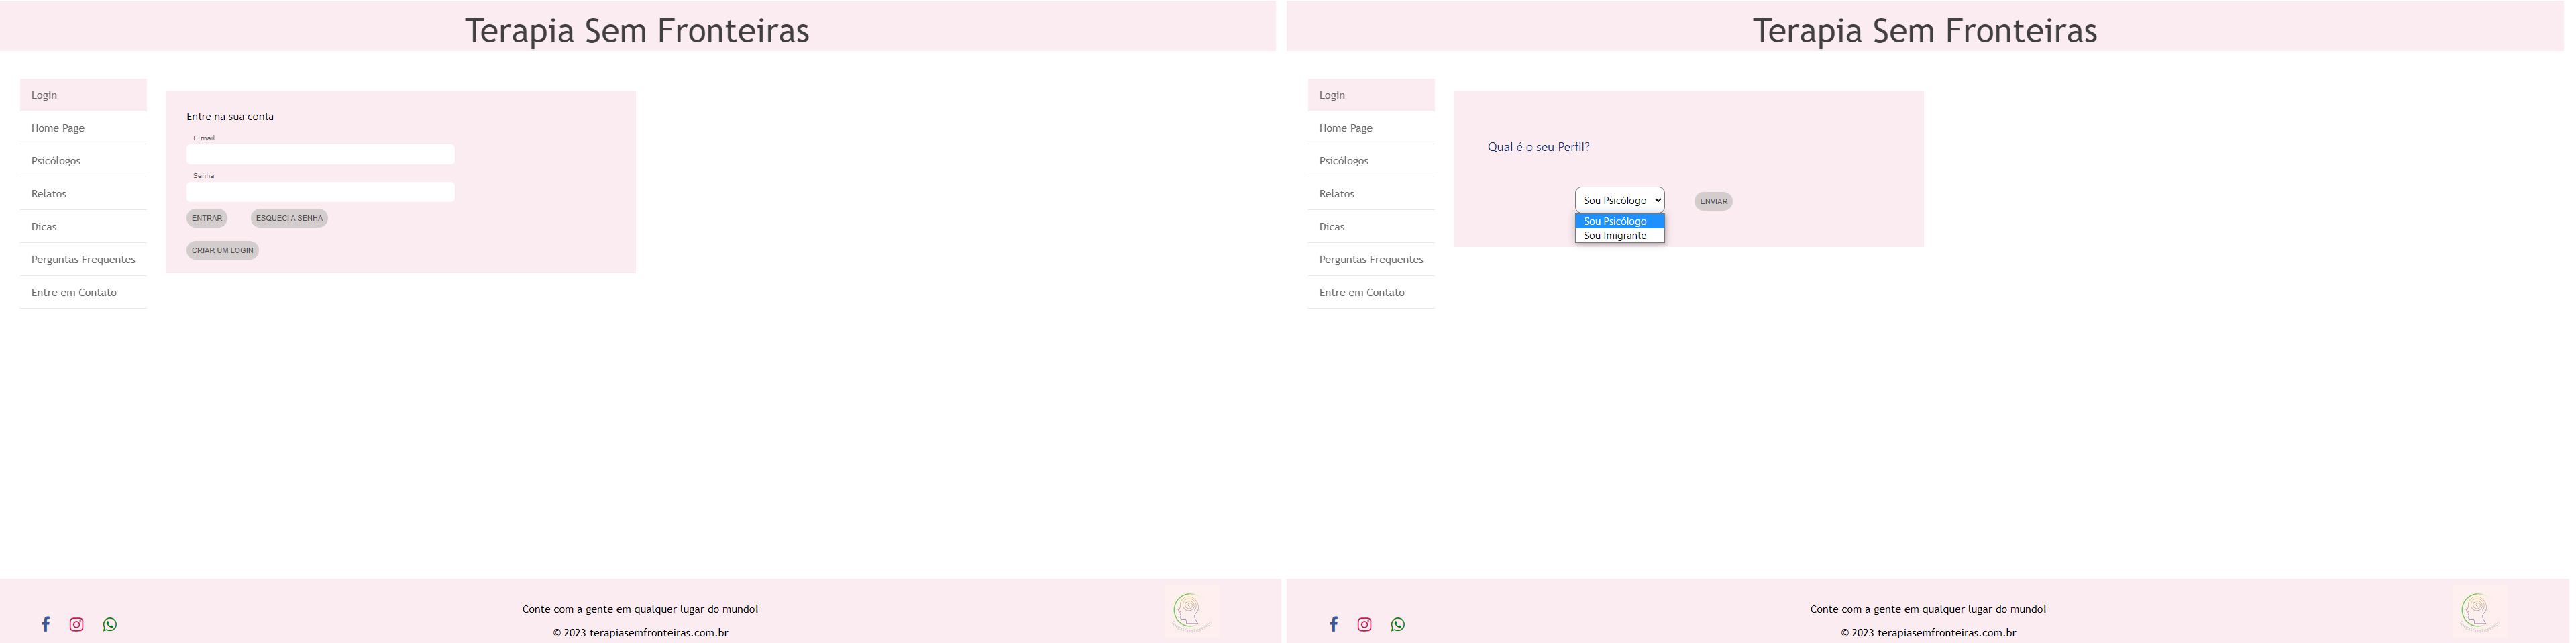 Terapia Sem Fronteiras
Login
Home Page
Psicólogos
Relatos
Dicas
Perguntas Frequentes
Entre em Contato
Entre na sua conta
E-mail
Senha
ENTRAR
ESQUECI A SENHA
CRIAR UM LOGIN
Conte com a gente em qualquer lugar do mundo!
© 2023 terapiasemfronteiras.com.br
Terapia Sem Fronteiras
Login
Home Page
Psicólogos
Relatos
Dicas
Perguntas Frequentes
Entre em Contato
Qual é o seu Perfil?
Sou Psicólogo
ENVIAR
Sou Psicólogo
Sou Imigrante
Conte com a gente em qualquer lugar do mundo!
© 2023 terapiasemfronteiras.com.br